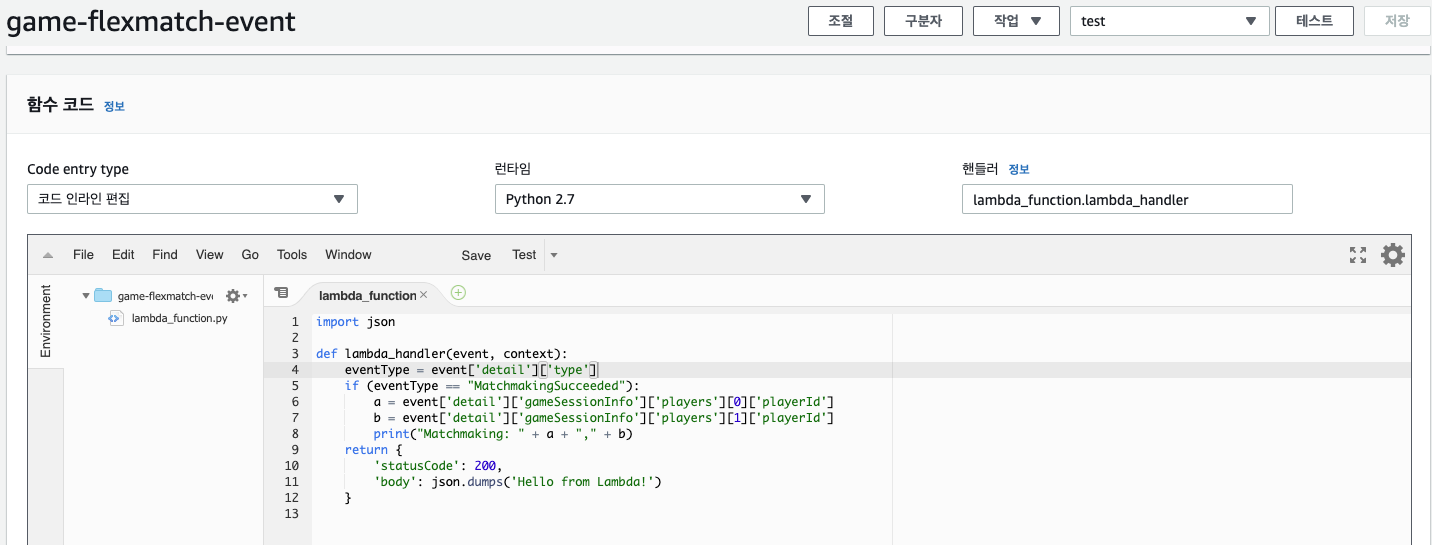 game-flexmatch-event 조절 구분자 작업 test 테스트 저장
함수 코드 정보
Code entry type 런타임 핸들러 정보
코드 인라인 편집 Python 2.7 lambda_function.lambda_handler
File Edit Find View Go Tools Window Save Test
Environment
game-flexmatch-eve
lambda_function.py
lambda_function
1 import json
2
3 def lambda_handler(event, context):
4     eventType = event['detail']['type']
5     if (eventType == "MatchmakingSucceeded"):
6         a = event['detail']['gameSessionInfo']['players'][0]['playerId']
7         b = event['detail']['gameSessionInfo']['players'][1]['playerId']
8         print("Matchmaking: " + a + "," + b)
9     return {
10         'statusCode': 200,
11         'body': json.dumps('Hello from Lambda!')
12     }
13